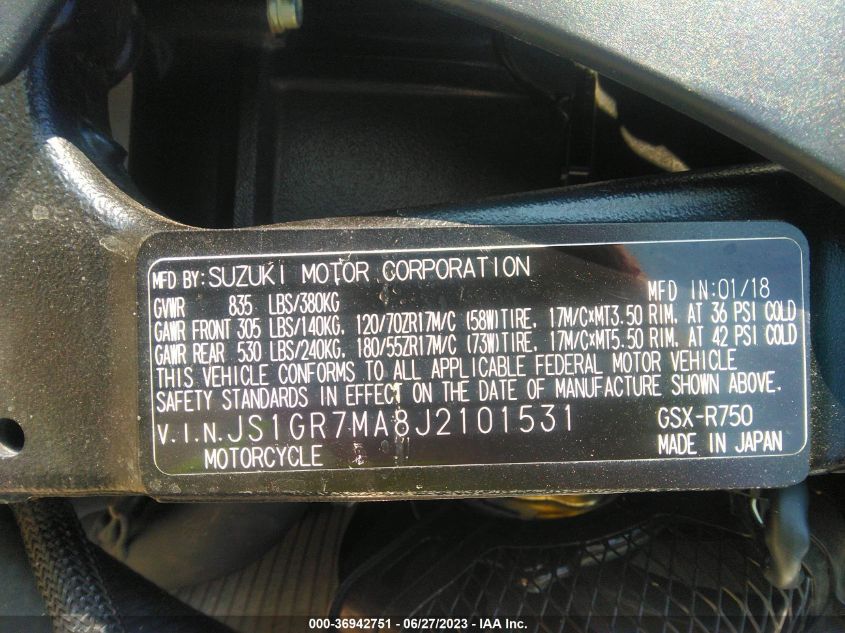 MFD BY: SUZUKI MOTOR CORPORATION
MFD IN: 01/18
GVWR 835 LBS/380KG
GAWR FRONT 305 LBS/140KG. 120/70ZR17M/C (58W)TIRE. 17M/C×MT3.50 RIM. AT 36 PSI COLD
GAWR REAR 530 LBS/240KG. 180/55ZR17M/C (73W)TIRE. 17M/C×MT5.50 RIM. AT 42 PSI COLD
THIS VEHICLE CONFORMS TO ALL APPLICABLE FEDERAL MOTOR VEHICLE
SAFETY STANDARDS IN EFFECT ON THE DATE OF MANUFACTURE SHOWN ABOVE.
V.I.N. JS1GR7MA8J2101531 GSX-R750
MOTORCYCLE MADE IN JAPAN
000-36942751 / 06/27/2023 - IAA Inc.